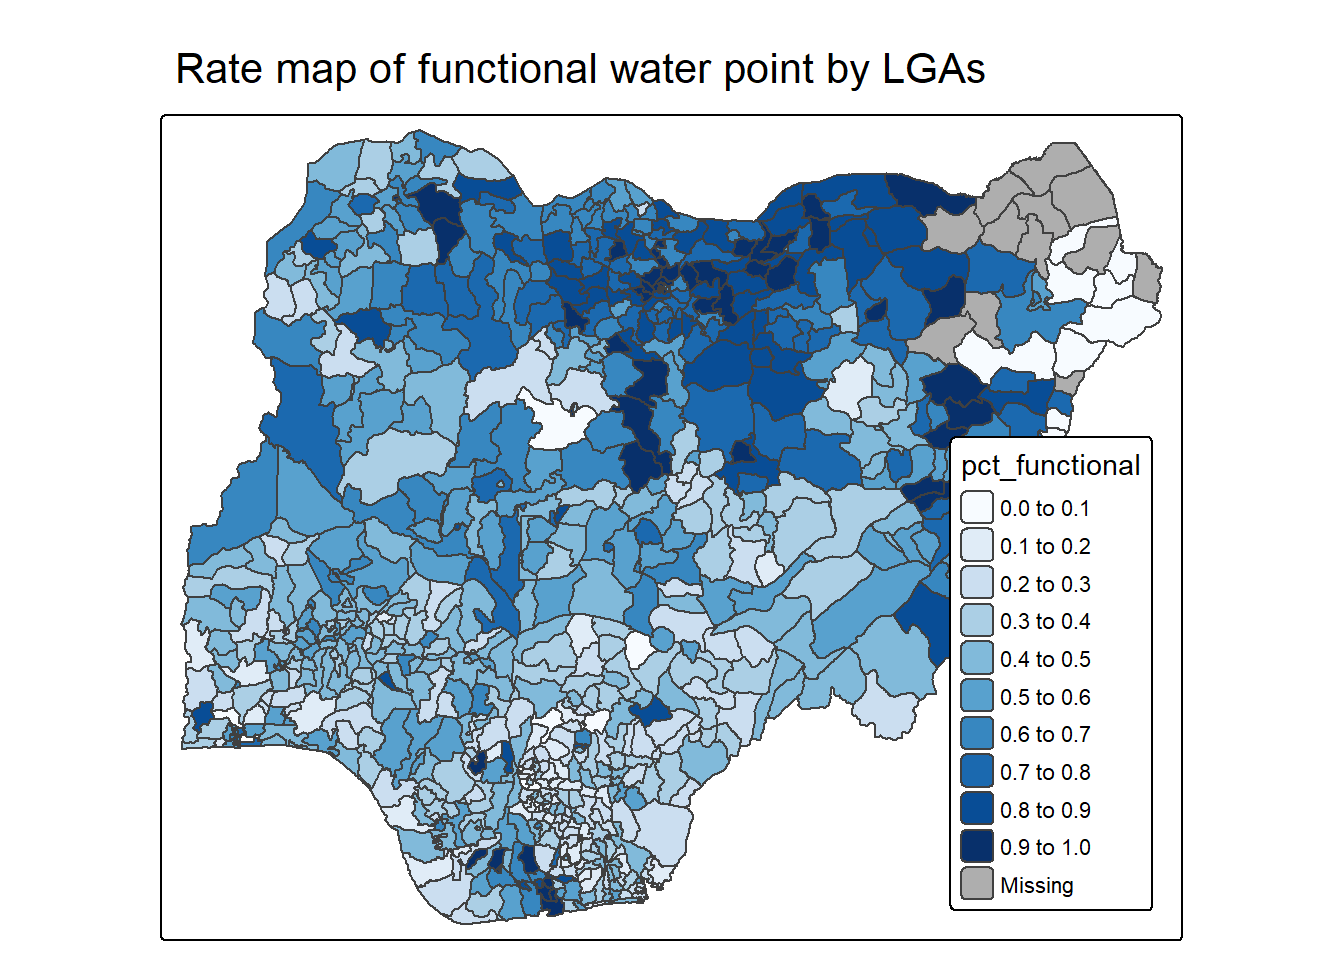 Rate map of functional water point by LGAs
pct_functional
0.0 to 0.1
0.1 to 0.2
0.2 to 0.3
0.3 to 0.4
0.4 to 0.5
0.5 to 0.6
0.6 to 0.7
0.7 to 0.8
0.8 to 0.9
0.9 to 1.0
Missing